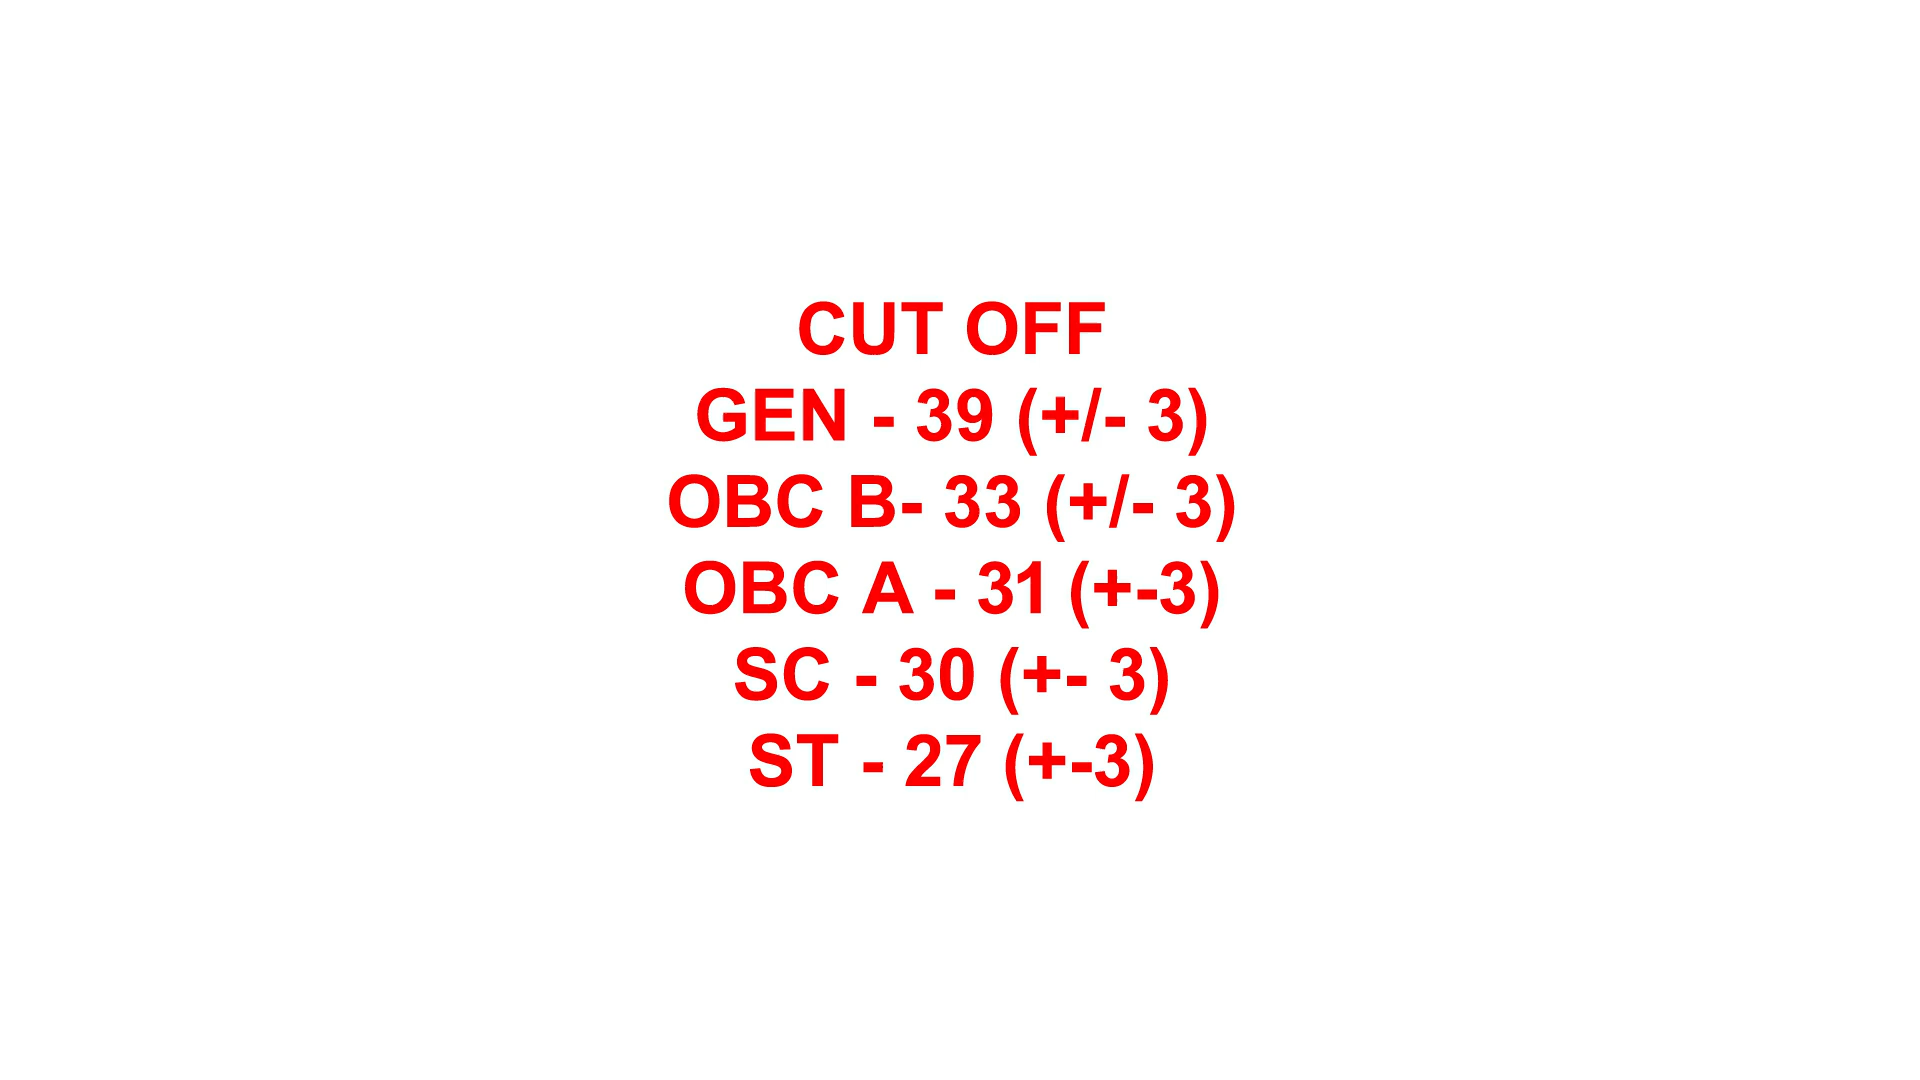 CUT OFF
GEN - 39 (+/- 3)
OBC B- 33 (+/- 3)
OBC A - 31 (+-3)
SC - 30 (+- 3)
ST - 27 (+-3)